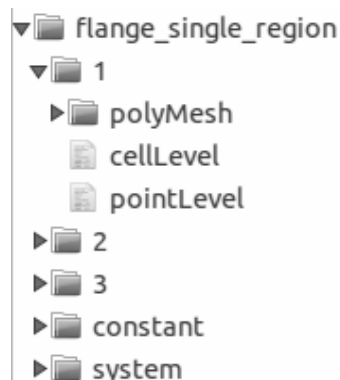 flange_single_region
1
polyMesh
cellLevel
pointLevel
2
3
constant
system